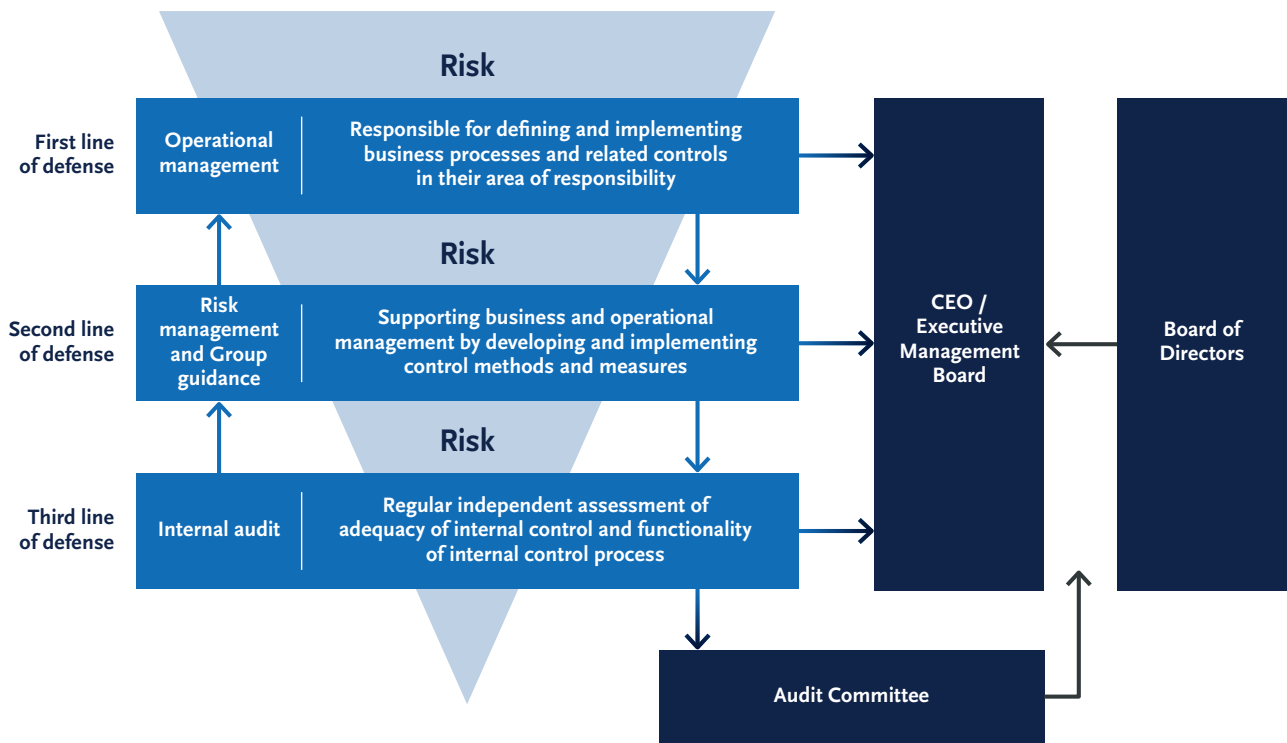 Risk
First line
of defense
Operational
management
Responsible for defining and implementing
business processes and related controls
in their area of responsibility
Risk
Second line
of defense
Risk
management
and Group
guidance
Supporting business and operational
management by developing and implementing
control methods and measures
Risk
Third line
of defense
Internal audit
Regular independent assessment of
adequacy of internal control and functionality
of internal control process
CEO /
Executive
Management
Board
Board of
Directors
Audit Committee